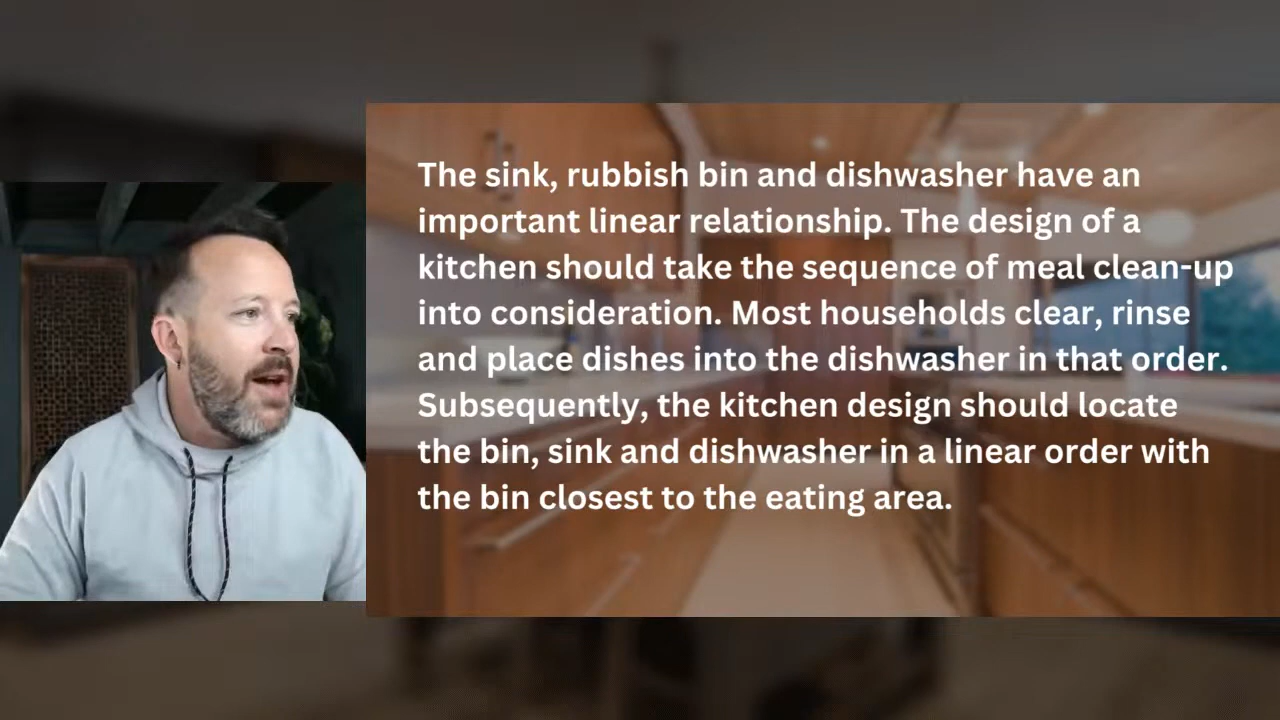 The sink, rubbish bin and dishwasher have an
important linear relationship. The design of a
kitchen should take the sequence of meal clean-up
into consideration. Most households clear, rinse
and place dishes into the dishwasher in that order.
Subsequently, the kitchen design should locate
the bin, sink and dishwasher in a linear order with
the bin closest to the eating area.